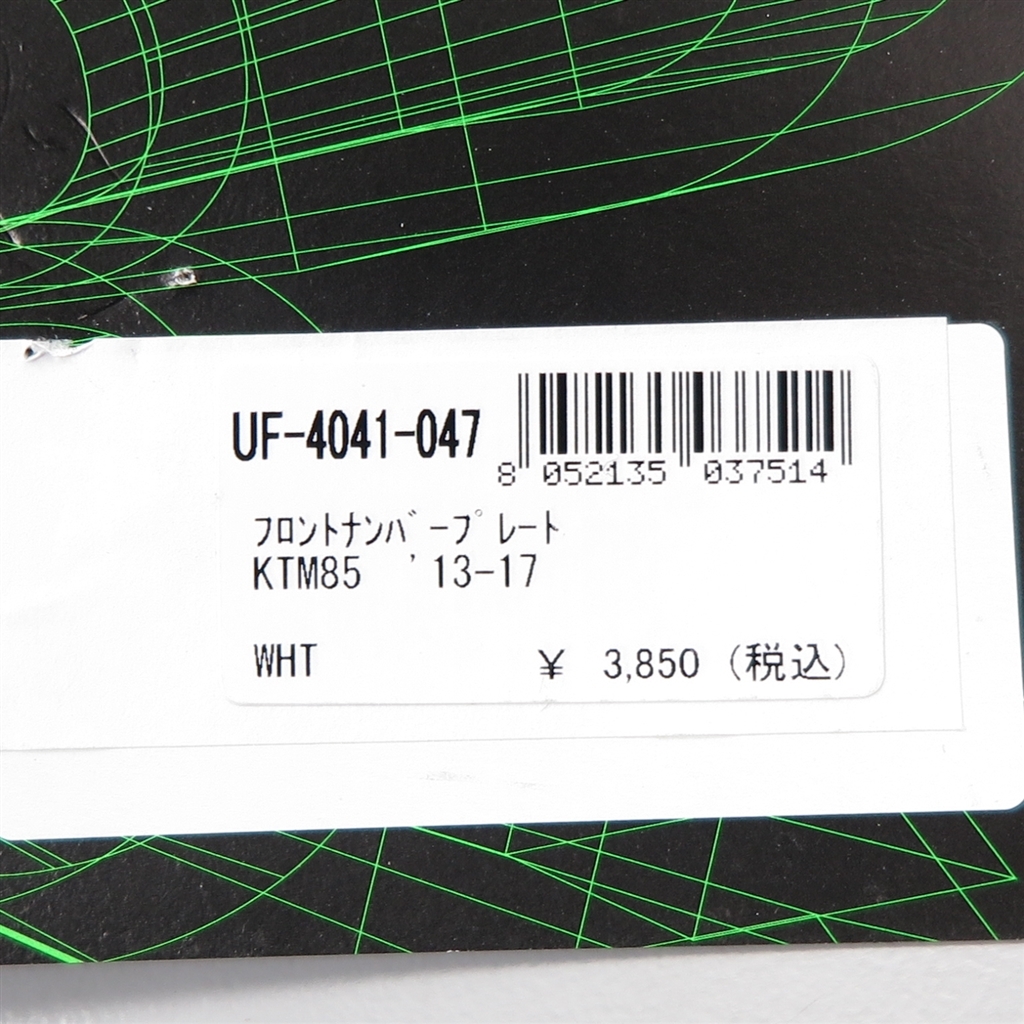 UF-4041-047
8 052135 037514
ﾌﾛﾝﾄﾅﾝﾊﾞｰﾌﾟﾚｰﾄ
KTM85 '13-17
WHT ¥ 3,850 (税込)